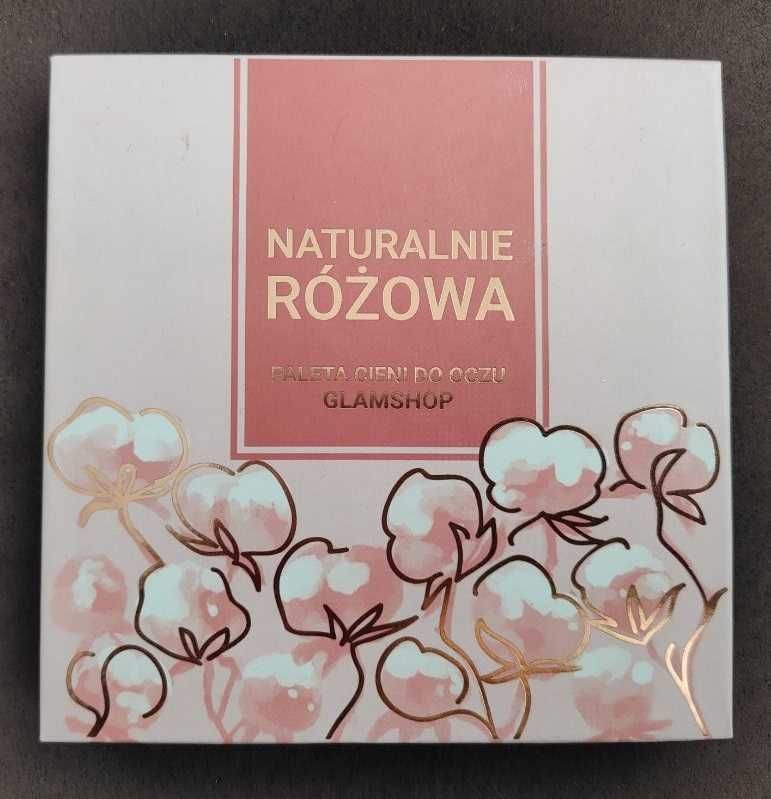 NATURALNIE
RÓŻOWA
PALETA CIENI DO OCZU
GLAMSHOP